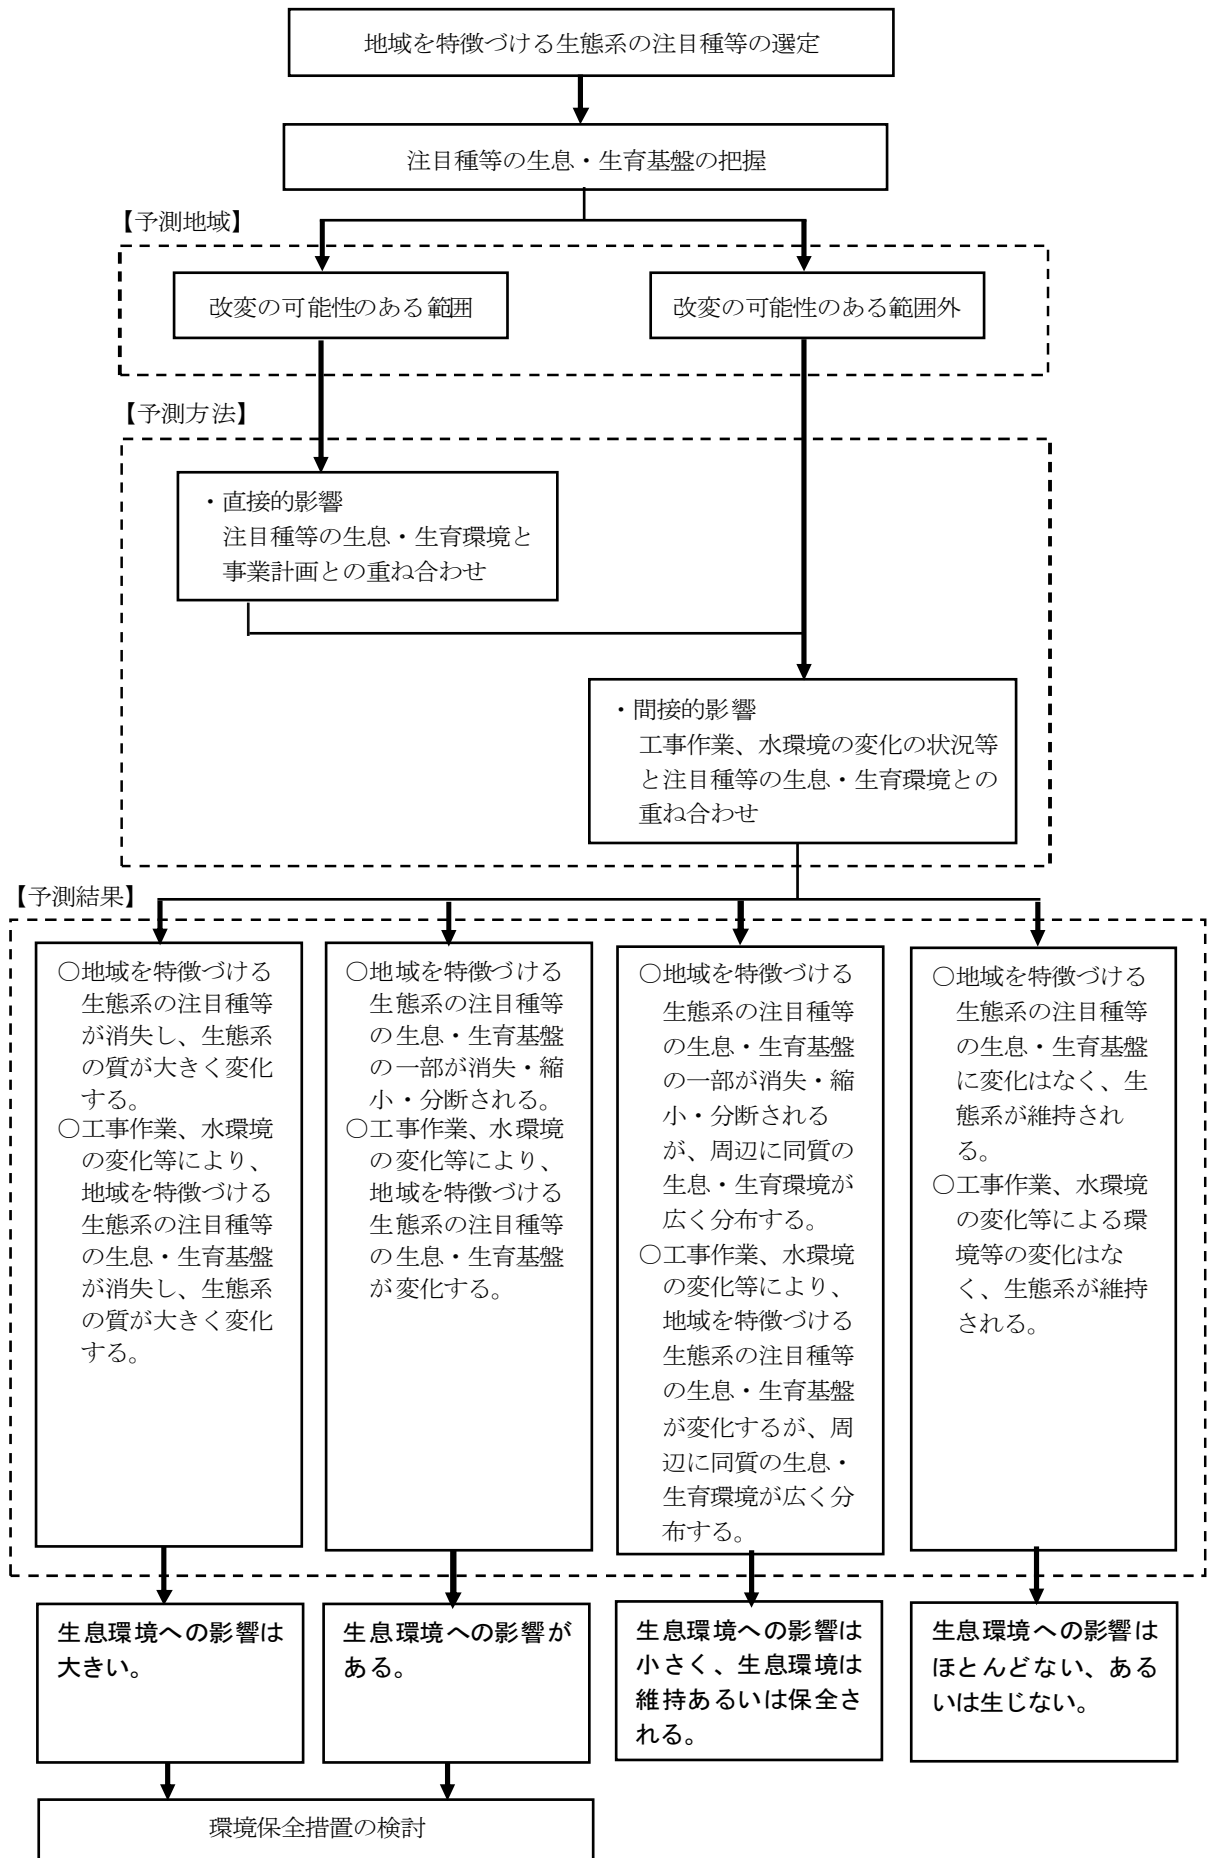 地域を特徴づける生態系の注目種等の選定
注目種等の生息・生育基盤の把握
【予測地域】
改変の可能性のある範囲
改変の可能性のある範囲外
【予測方法】
・直接的影響
注目種等の生息・生育環境と
事業計画との重ね合わせ
・間接的影響
工事作業、水環境の変化の状況等
と注目種等の生息・生育環境との
重ね合わせ
【予測結果】
○地域を特徴づける
生態系の注目種等
が消失し、生態系
の質が大きく変化
する。
○工事作業、水環境
の変化等により、
地域を特徴づける
生態系の注目種等
の生息・生育基盤
が消失し、生態系
の質が大きく変化
する。
○地域を特徴づける
生態系の注目種等
の生息・生育基盤
の一部が消失・縮
小・分断される。
○工事作業、水環境
の変化等により、
地域を特徴づける
生態系の注目種等
の生息・生育基盤
が変化する。
○地域を特徴づける
生態系の注目種等
の生息・生育基盤
の一部が消失・縮
小・分断される
が、周辺に同質の
生息・生育環境が
広く分布する。
○工事作業、水環境
の変化等により、
地域を特徴づける
生態系の注目種等
の生息・生育基盤
が変化するが、周
辺に同質の生息・
生育環境が広く分
布する。
○地域を特徴づける
生態系の注目種等
の生息・生育基盤
に変化はなく、生
態系が維持され
る。
○工事作業、水環境
の変化等による環
境等の変化はな
く、生態系が維持
される。
生息環境への影響は
大きい。
生息環境への影響が
ある。
生息環境への影響は
小さく、生息環境は
維持あるいは保全さ
れる。
生息環境への影響は
ほとんどない、ある
いは生じない。
環境保全措置の検討